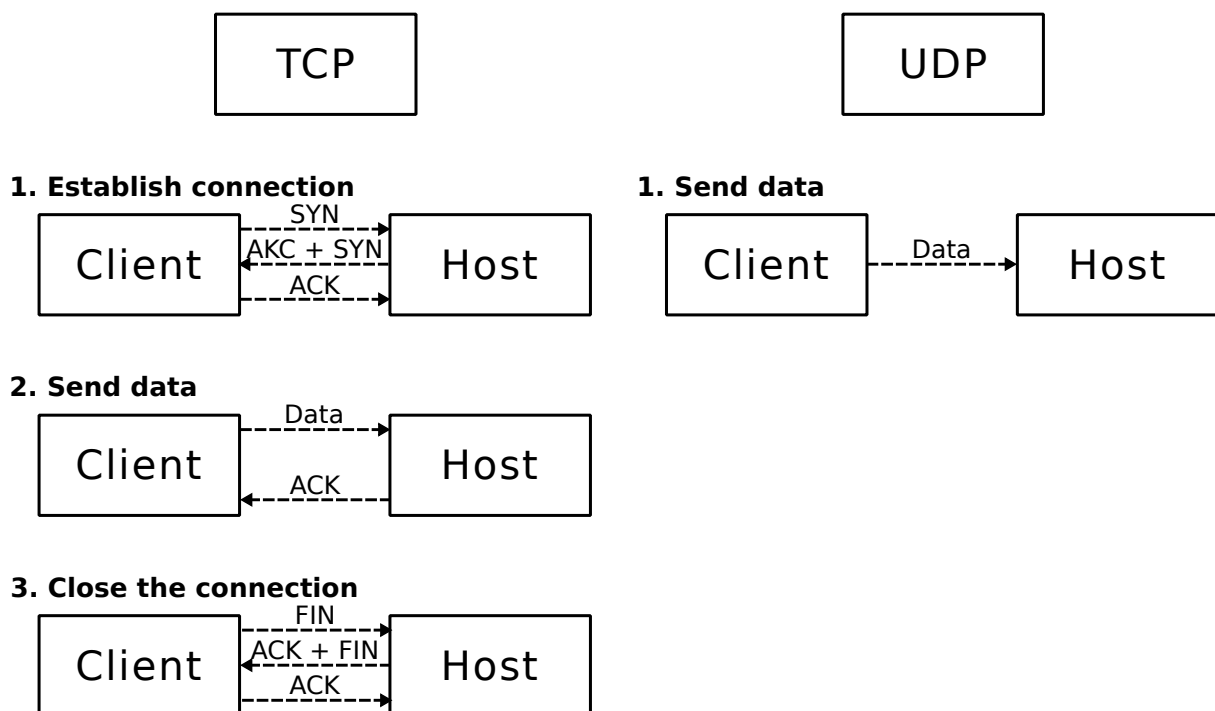 TCP
UDP
1. Establish connection
Client
SYN
AKC + SYN
ACK
Host
1. Send data
Client
Data
Host
2. Send data
Client
Data
ACK
Host
3. Close the connection
Client
FIN
ACK + FIN
ACK
Host